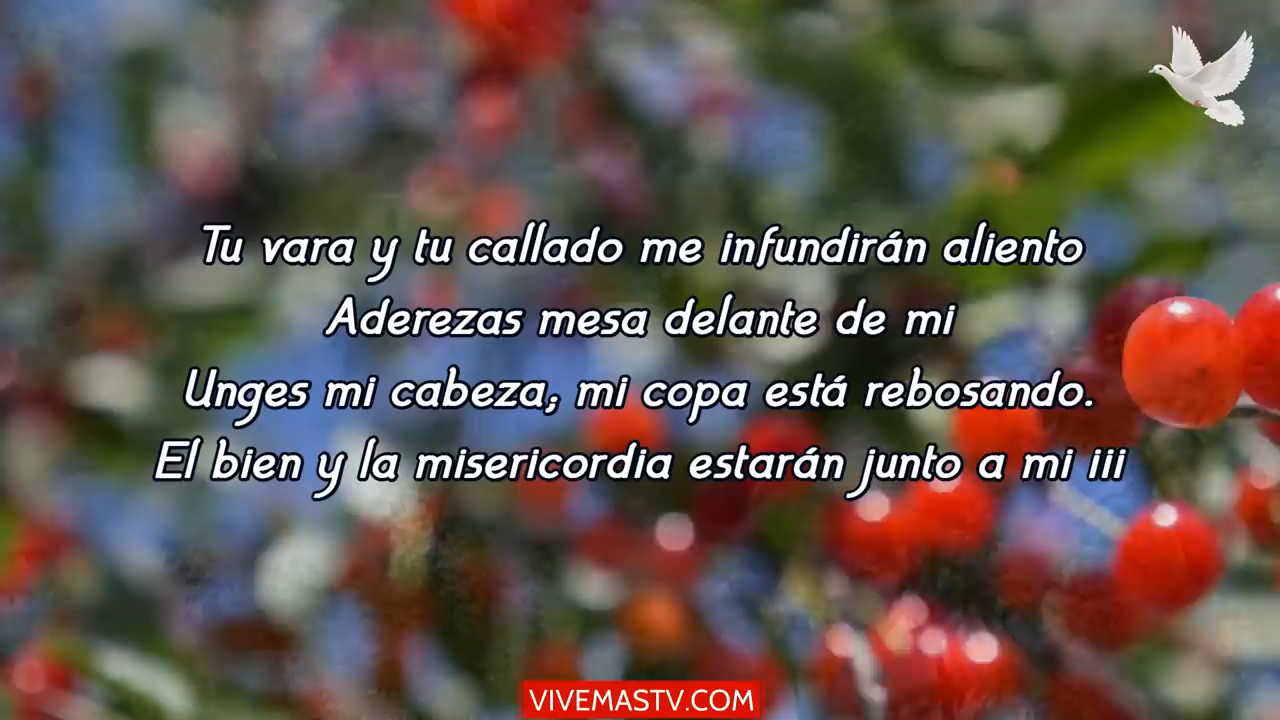 Tu vara y tu callado me infundirán aliento
Aderezas mesa delante de mi
Unges mi cabeza; mi copa está rebosando.
El bien y la misericordia estarán junto a mi iii
VIVEMASTV.COM